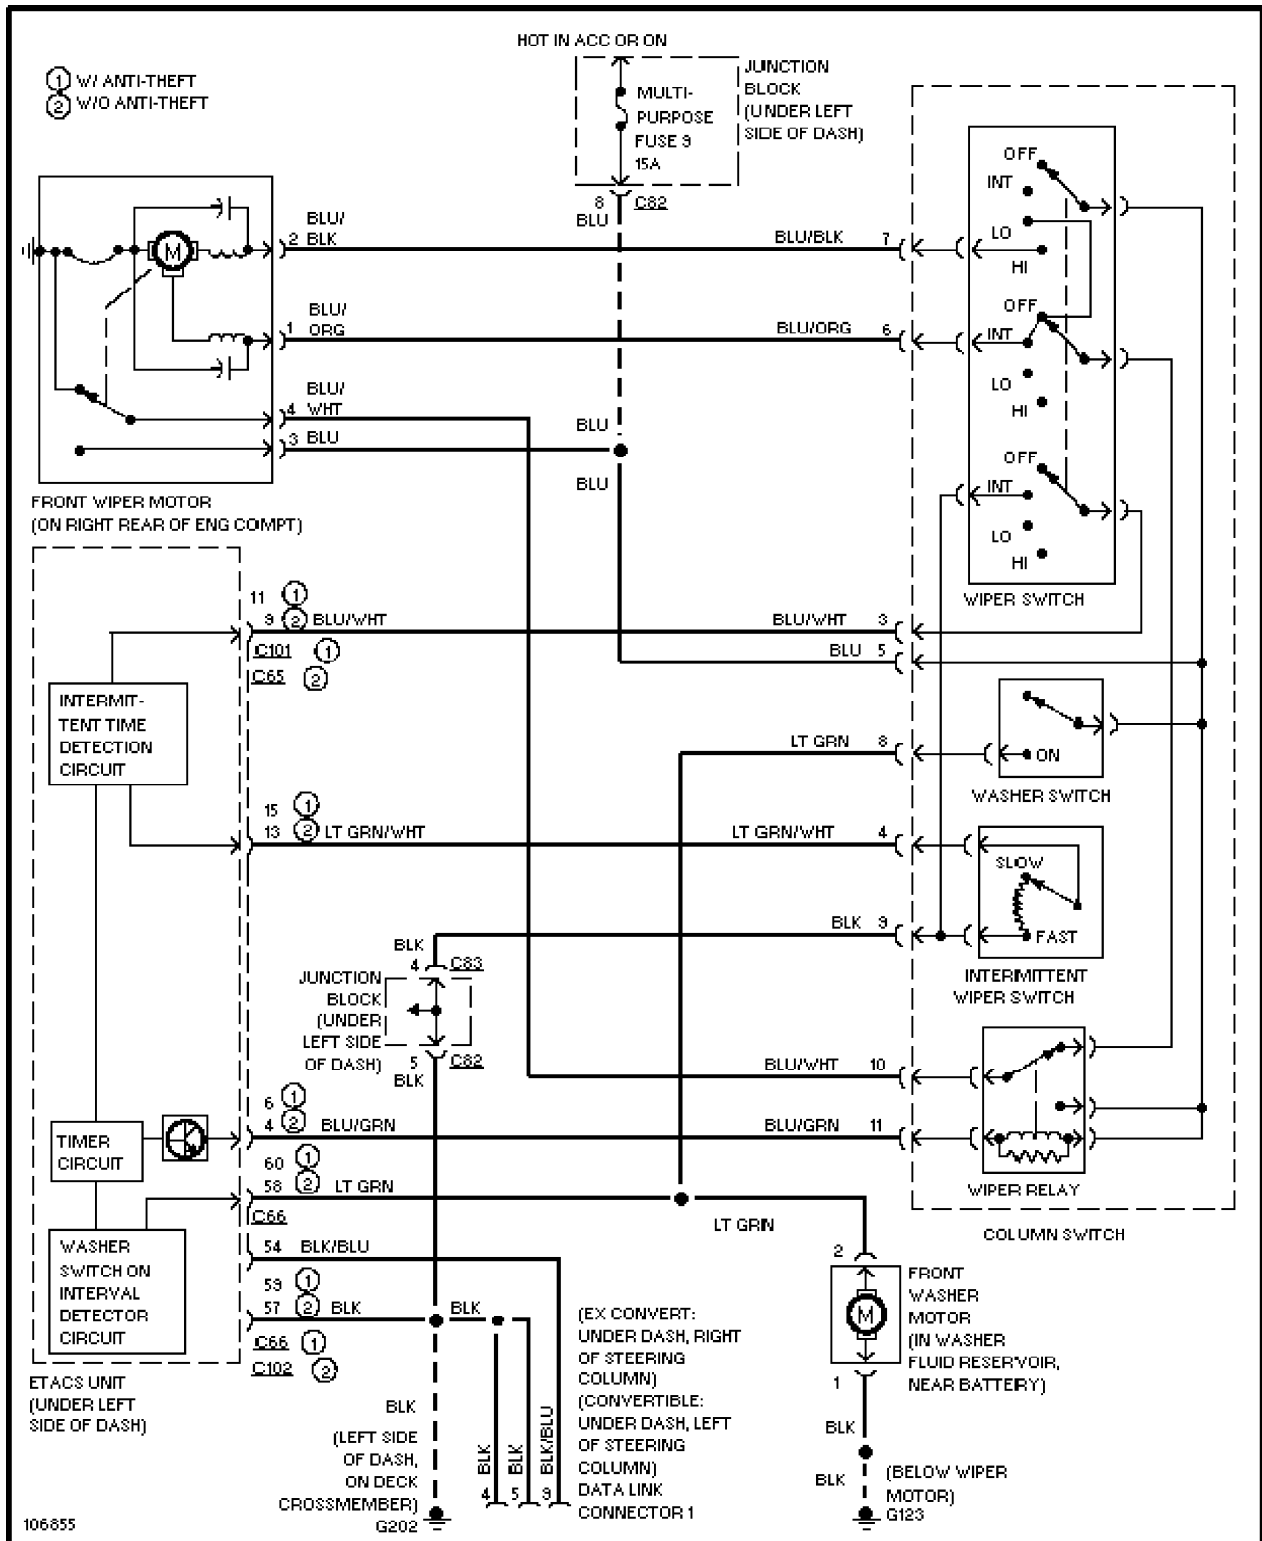 HOT IN ACC OR ON
① W/ ANTI-THEFT
② W/O ANTI-THEFT
MULTI-
PURPOSE
FUSE 9
15A
JUNCTION
BLOCK
(UNDER LEFT
SIDE OF DASH)
8 C82
BLU
BLU/
2 BLK
BLU/BLK 7
BLU/
1 ORG
BLU/ORG 6
BLU/
4 WHT
3 BLU
BLU
BLU
M
FRONT WIPER MOTOR
(ON RIGHT REAR OF ENG COMPT)
OFF
INT
LO
HI
OFF
INT
LO
HI
OFF
INT
LO
HI
WIPER SWITCH
11 ①
9 ② BLU/WHT
BLU/WHT 3
C101 ①
C65 ②
BLU 5
INTERMIT-
TENT TIME
DETECTION
CIRCUIT
LT GRN 8
ON
WASHER SWITCH
15 ①
13 ② LT GRN/WHT
LT GRN/WHT 4
SLOW
FAST
BLK 9
INTERMITTENT
WIPER SWITCH
BLK
4 C83
JUNCTION
BLOCK
(UNDER
LEFT SIDE
OF DASH)
5 C82
BLK
BLU/WHT 10
6 ①
4 ② BLU/GRN
BLU/GRN 11
WIPER RELAY
COLUMN SWITCH
TIMER
CIRCUIT
60 ①
58 ② LT GRN
C66
LT GRN
WASHER
SWITCH ON
INTERVAL
DETECTOR
CIRCUIT
54 BLK/BLU
59 ①
57 ② BLK
BLK
C66 ①
C102 ②
ETACS UNIT
(UNDER LEFT
SIDE OF DASH)
BLK
(LEFT SIDE
OF DASH,
ON DECK
CROSSMEMBER)
G202
BLK
BLK
BLK/BLU
4 5 9
(EX CONVERT:
UNDER DASH, RIGHT
OF STEERING
COLUMN)
(CONVERTIBLE:
UNDER DASH, LEFT
OF STEERING
COLUMN)
DATA LINK
CONNECTOR 1
2
M
FRONT
WASHER
MOTOR
(IN WASHER
FLUID RESERVOIR,
NEAR BATTERY)
1
BLK
BLK
(BELOW WIPER
MOTOR)
G123
106855